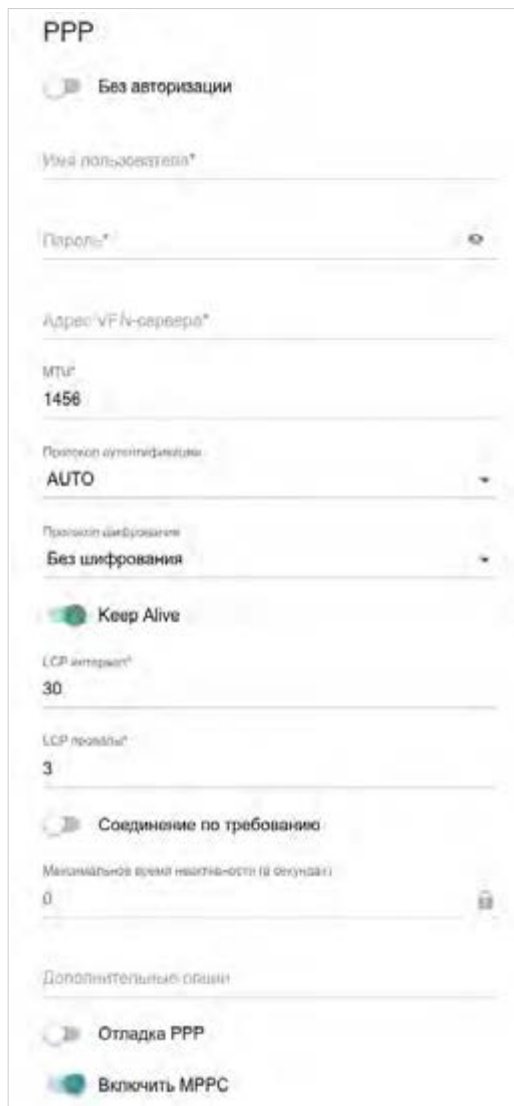 PPP
Без авторизации
Имя пользователя*
Пароль*
Адрес VPN-сервера*
MTU*
1456
Протокол аутентификации
AUTO
Протокол шифрования
Без шифрования
Keep Alive
LCP интервал*
30
LCP провалы*
3
Соединение по требованию
Максимальное время неактивности (в секундах)
0
Дополнительные опции
Отладка PPP
Включить MPPC